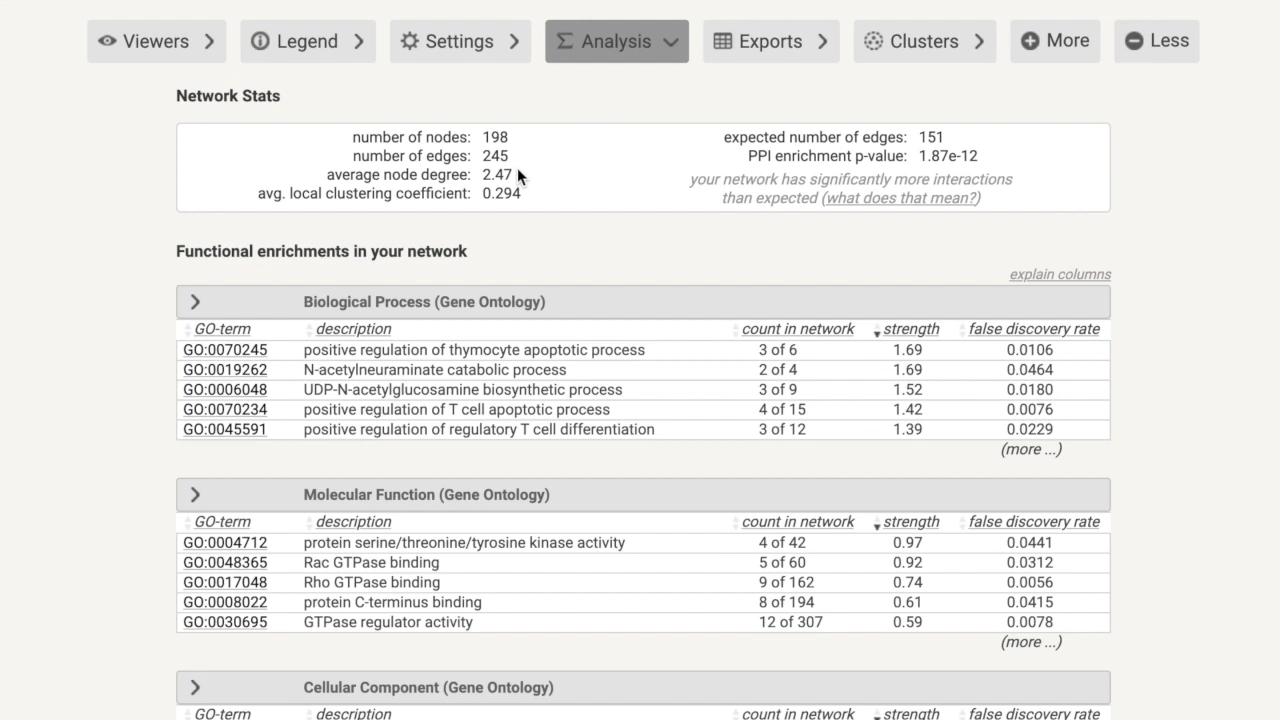 Viewers Legend Settings Analysis Exports Clusters More Less
Network Stats
number of nodes: 198
number of edges: 245
average node degree: 2.47
avg. local clustering coefficient: 0.294
expected number of edges: 151
PPI enrichment p-value: 1.87e-12
your network has significantly more interactions
than expected (what does that mean?)
Functional enrichments in your network
explain columns
Biological Process (Gene Ontology)
GO-term description count in network strength false discovery rate
GO:0070245 positive regulation of thymocyte apoptotic process 3 of 6 1.69 0.0106
GO:0019262 N-acetylneuraminate catabolic process 2 of 4 1.69 0.0464
GO:0006048 UDP-N-acetylglucosamine biosynthetic process 3 of 9 1.52 0.0180
GO:0070234 positive regulation of T cell apoptotic process 4 of 15 1.42 0.0076
GO:0045591 positive regulation of regulatory T cell differentiation 3 of 12 1.39 0.0229
(more ...)
Molecular Function (Gene Ontology)
GO-term description count in network strength false discovery rate
GO:0004712 protein serine/threonine/tyrosine kinase activity 4 of 42 0.97 0.0441
GO:0048365 Rac GTPase binding 5 of 60 0.92 0.0312
GO:0017048 Rho GTPase binding 9 of 162 0.74 0.0056
GO:0008022 protein C-terminus binding 8 of 194 0.61 0.0415
GO:0030695 GTPase regulator activity 12 of 307 0.59 0.0078
(more ...)
Cellular Component (Gene Ontology)
GO-term description count in network strength false discovery rate